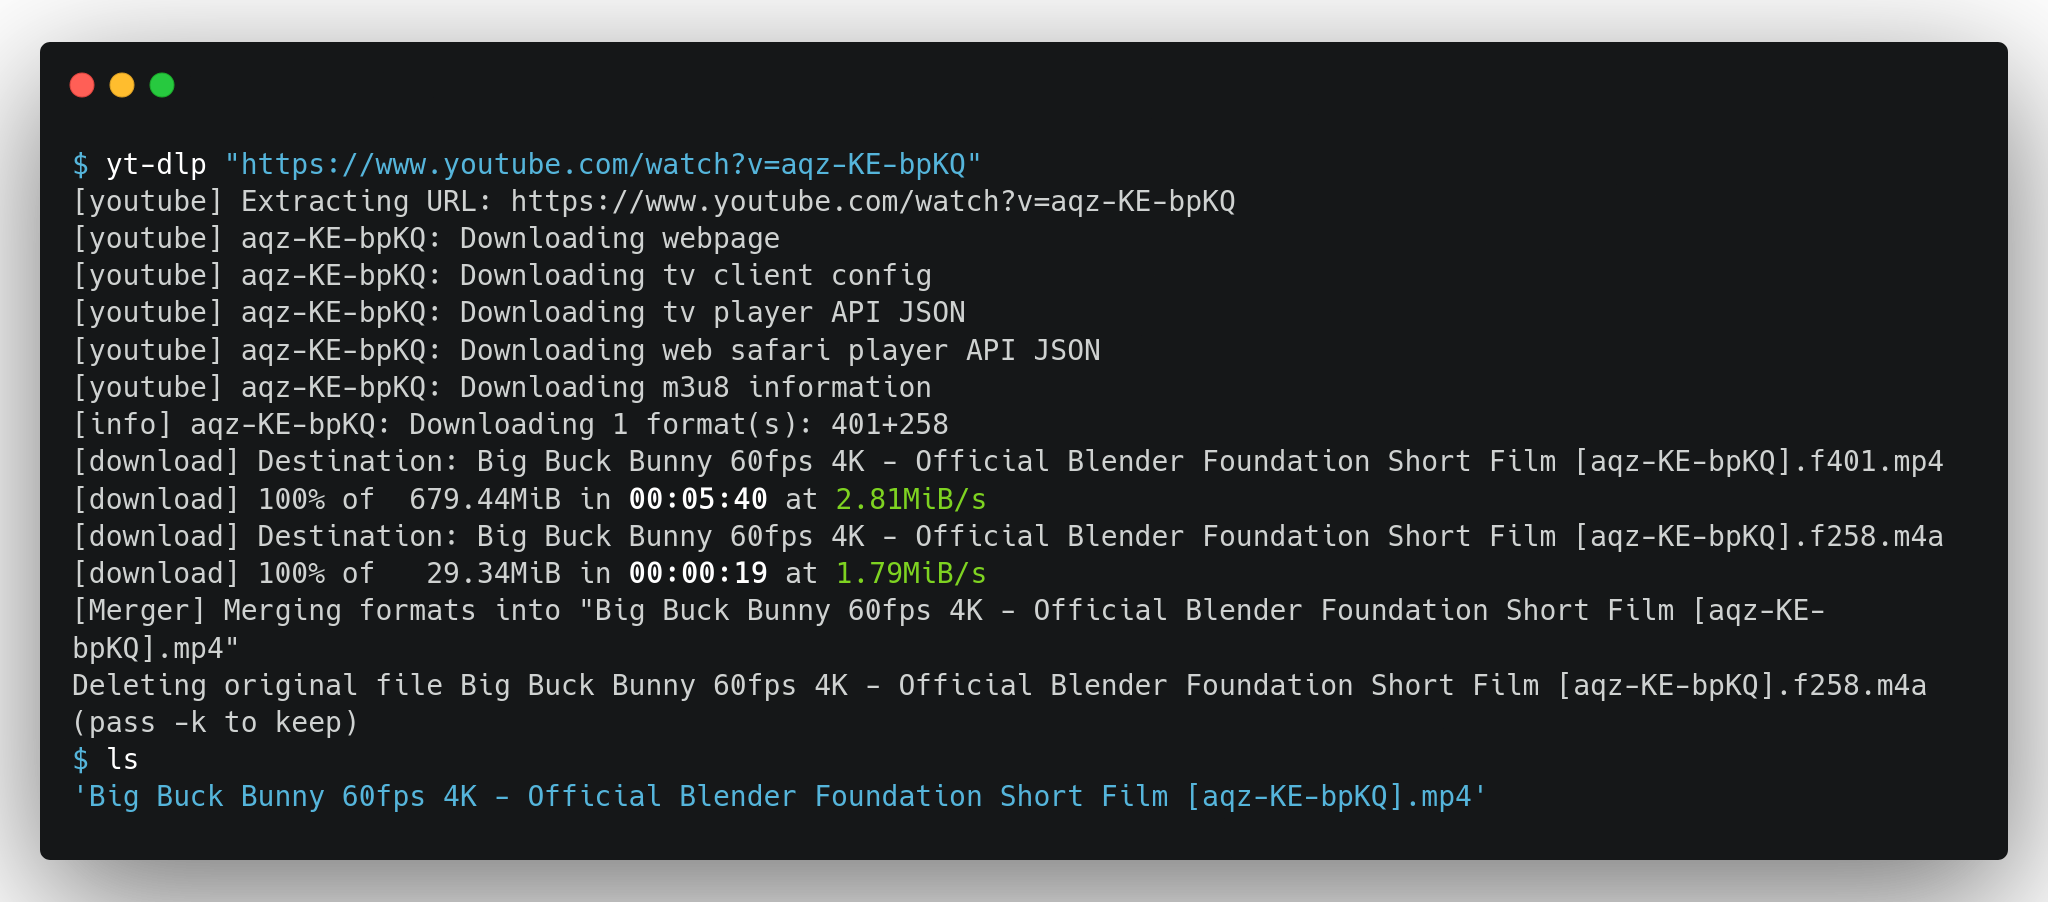 $ yt-dlp "https://www.youtube.com/watch?v=aqz-KE-bpKQ"
[youtube] Extracting URL: https://www.youtube.com/watch?v=aqz-KE-bpKQ
[youtube] aqz-KE-bpKQ: Downloading webpage
[youtube] aqz-KE-bpKQ: Downloading tv client config
[youtube] aqz-KE-bpKQ: Downloading tv player API JSON
[youtube] aqz-KE-bpKQ: Downloading web safari player API JSON
[youtube] aqz-KE-bpKQ: Downloading m3u8 information
[info] aqz-KE-bpKQ: Downloading 1 format(s): 401+258
[download] Destination: Big Buck Bunny 60fps 4K - Official Blender Foundation Short Film [aqz-KE-bpKQ].f401.mp4
[download] 100% of  679.44MiB in 00:05:40 at 2.81MiB/s
[download] Destination: Big Buck Bunny 60fps 4K - Official Blender Foundation Short Film [aqz-KE-bpKQ].f258.m4a
[download] 100% of   29.34MiB in 00:00:19 at 1.79MiB/s
[Merger] Merging formats into "Big Buck Bunny 60fps 4K - Official Blender Foundation Short Film [aqz-KE-
bpKQ].mp4"
Deleting original file Big Buck Bunny 60fps 4K - Official Blender Foundation Short Film [aqz-KE-bpKQ].f258.m4a
(pass -k to keep)
$ ls
'Big Buck Bunny 60fps 4K - Official Blender Foundation Short Film [aqz-KE-bpKQ].mp4'